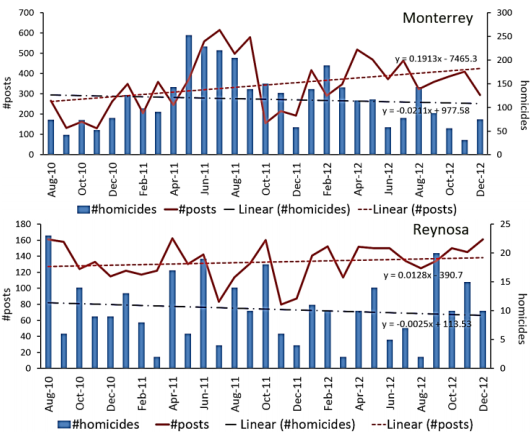 Monterrey
700
600
500
400
300
200
100
0
#posts
300
250
200
150
100
50
0
homicides
y = 0.1913x - 7465.3
y = -0.0211x + 977.58
Aug-10
Oct-10
Dec-10
Feb-11
Apr-11
Jun-11
Aug-11
Oct-11
Dec-11
Feb-12
Apr-12
Jun-12
Aug-12
Oct-12
Dec-12
#homicides #posts Linear (#homicides) Linear (#posts)
Reynosa
180
160
140
120
100
80
60
40
20
0
#posts
25
20
15
10
5
0
homicides
y = 0.0128x - 390.7
y = -0.0025x + 113.53
Aug-10
Oct-10
Dec-10
Feb-11
Apr-11
Jun-11
Aug-11
Oct-11
Dec-11
Feb-12
Apr-12
Jun-12
Aug-12
Oct-12
Dec-12
#homicides #posts Linear (#homicides) Linear (#posts)